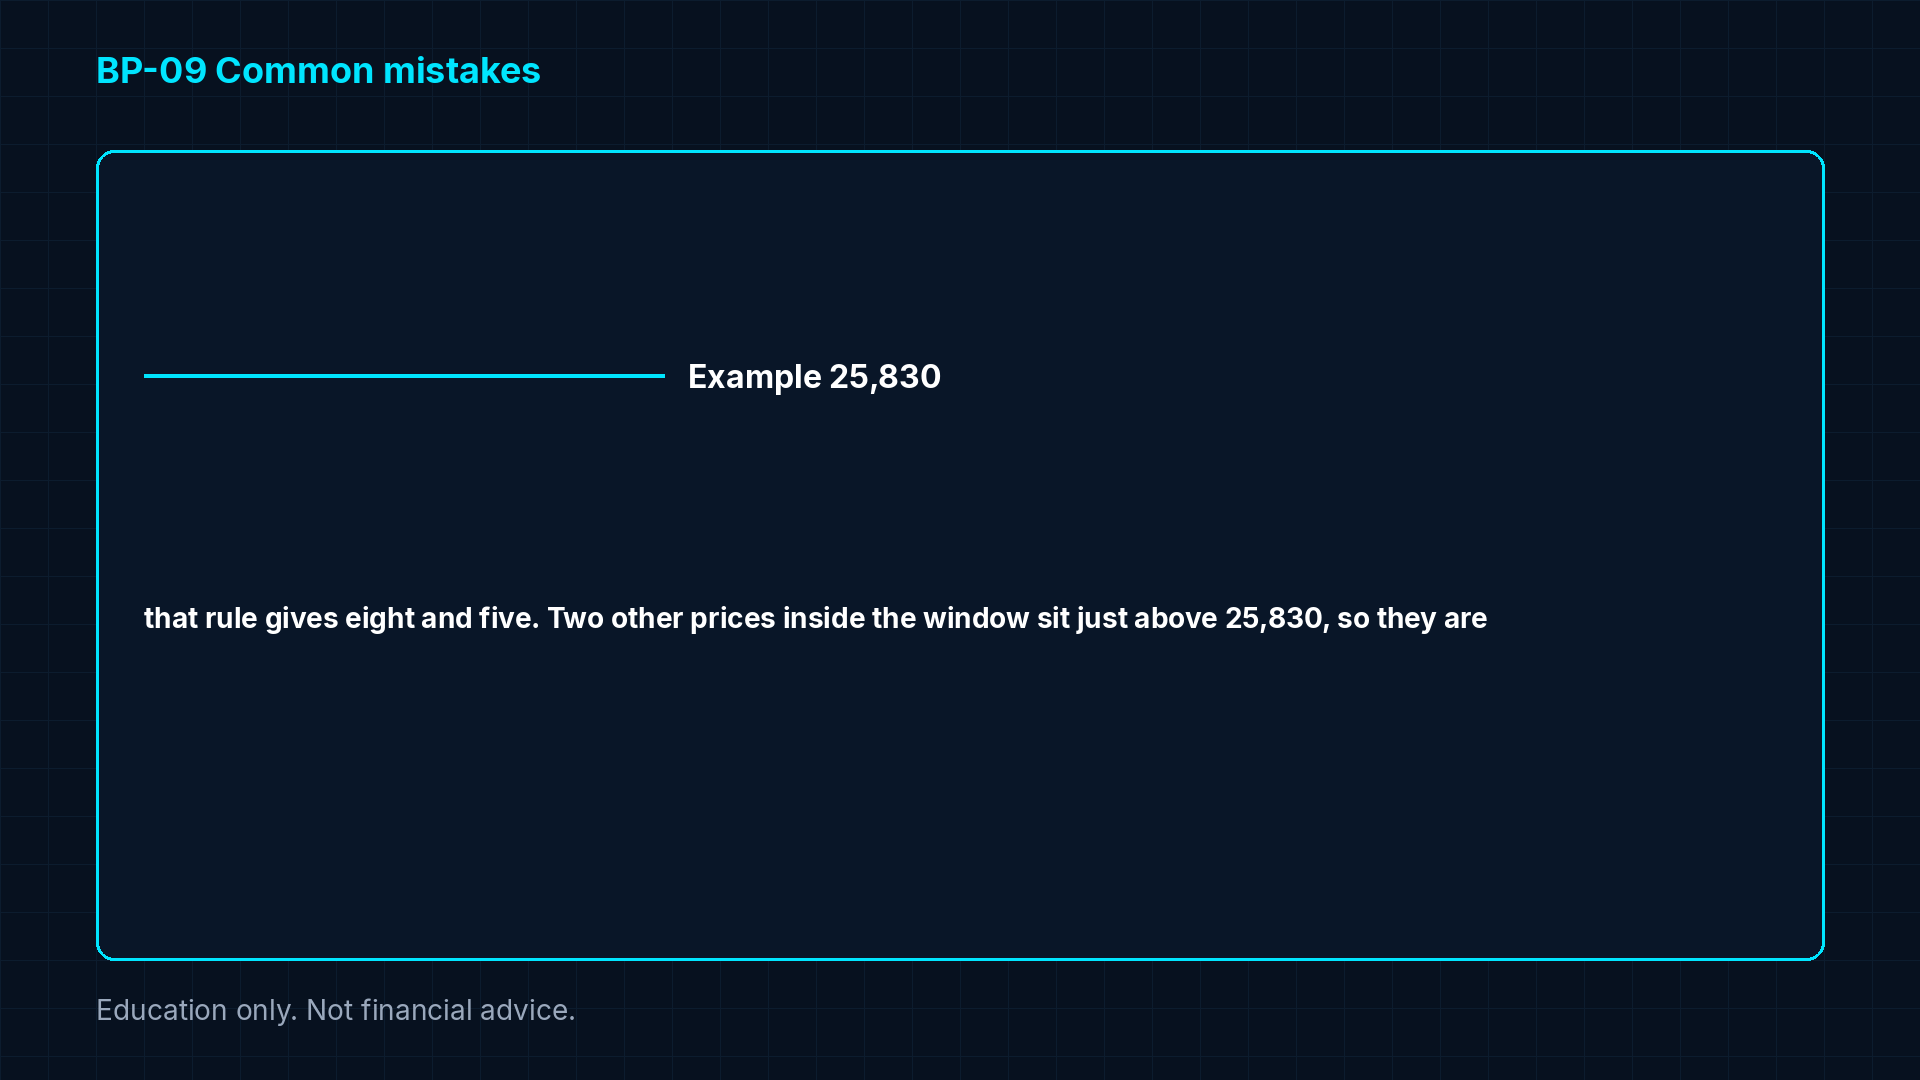 BP-09 Common mistakes
Example 25,830
that rule gives eight and five. Two other prices inside the window sit just above 25,830, so they are
Education only. Not financial advice.